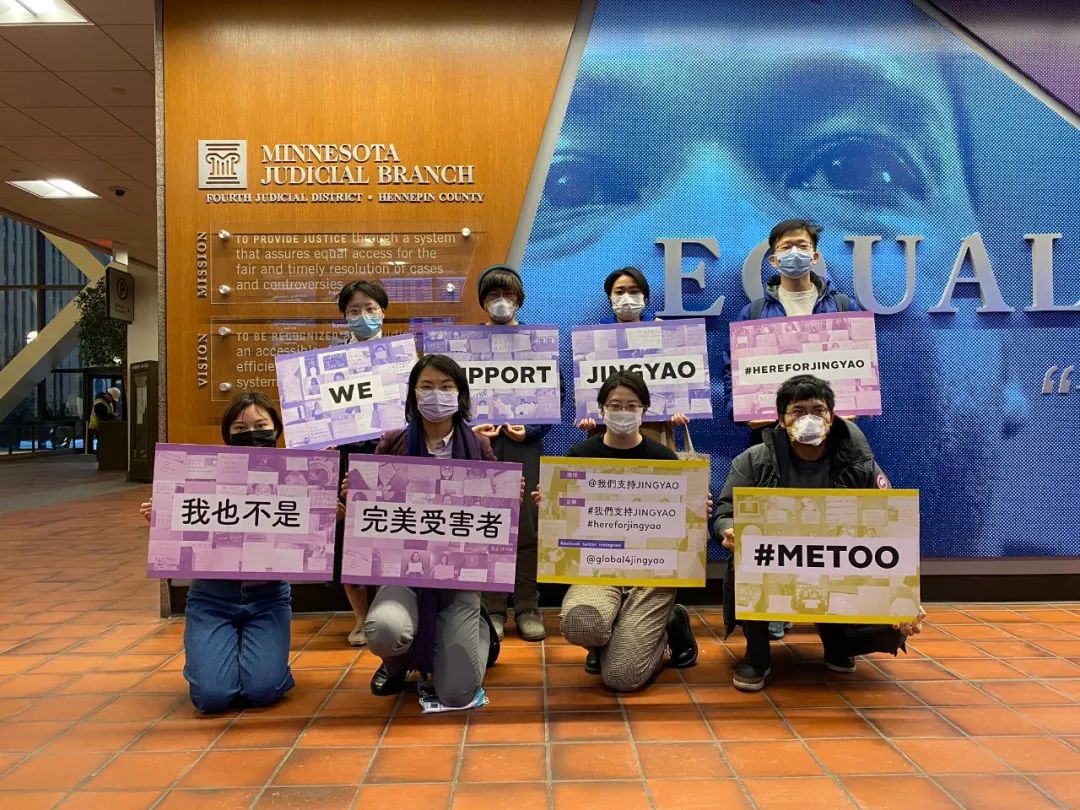 MINNESOTA
JUDICIAL BRANCH
FOURTH JUDICIAL DISTRICT • HENNEPIN COUNTY
MISSION
TO PROVIDE JUSTICE through a system
that assures equal access for the
fair and timely resolution of cases
and controversies.
VISION
TO BE RECOGNIZED
an accessible
efficie
system
EQUAL
WE
PPORT
JINGYAO
#HEREFORJINGYAO
我也不是
完美受害者
@我們支持JINGYAO
#我們支持JINGYAO
#hereforjingyao
facebook twitter instagram
@global4jingyao
#METOO